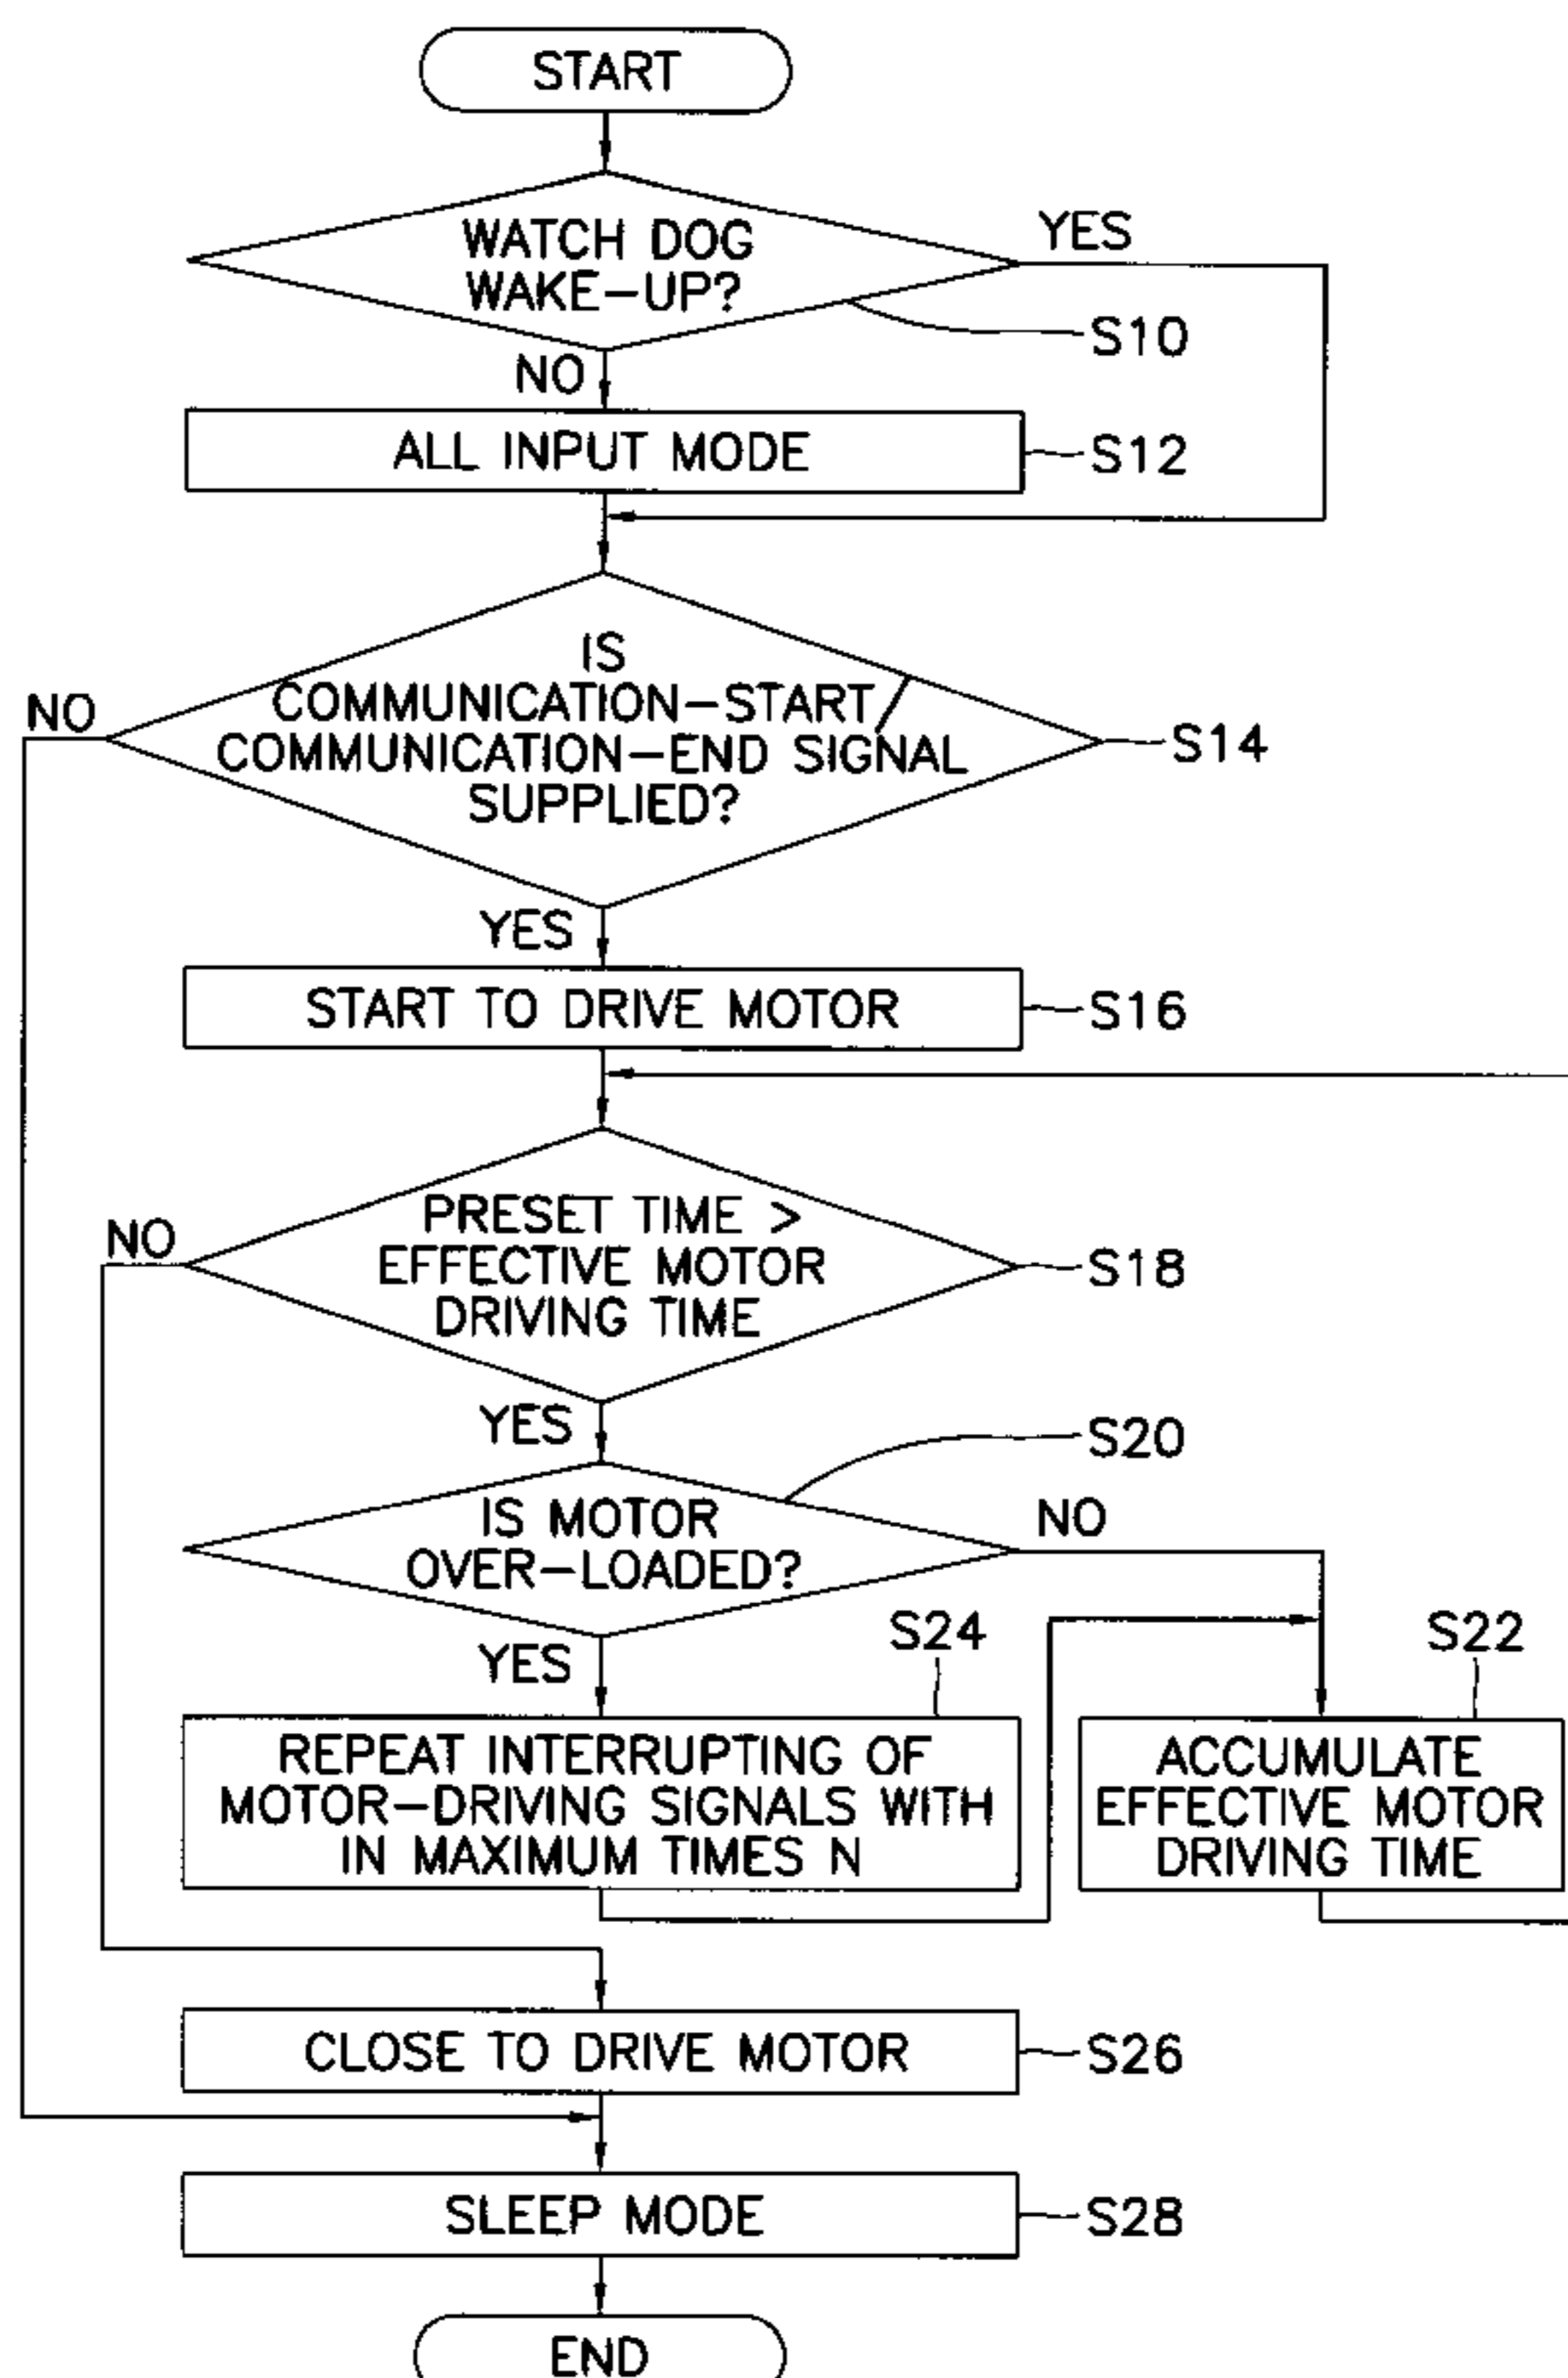 START
WATCH DOG
WAKE-UP?
YES
S10
NO
ALL INPUT MODE
S12
IS
COMMUNICATION-START/
COMMUNICATION-END SIGNAL
SUPPLIED?
NO
S14
YES
START TO DRIVE MOTOR
S16
PRESET TIME >
EFFECTIVE MOTOR
DRIVING TIME
NO
S18
YES
S20
IS MOTOR
OVER-LOADED?
NO
YES
S24
S22
REPEAT INTERRUPTING OF
MOTOR-DRIVING SIGNALS WITH
IN MAXIMUM TIMES N
ACCUMULATE
EFFECTIVE MOTOR
DRIVING TIME
CLOSE TO DRIVE MOTOR
S26
SLEEP MODE
S28
END